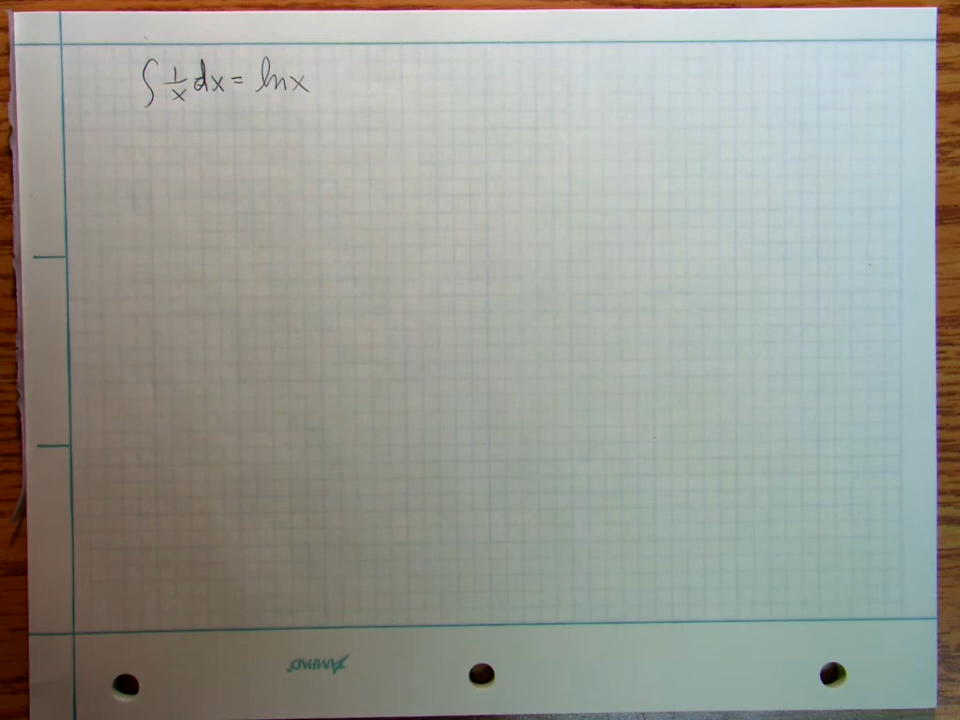 ∫ 1/x dx = ln x
AMPAD®